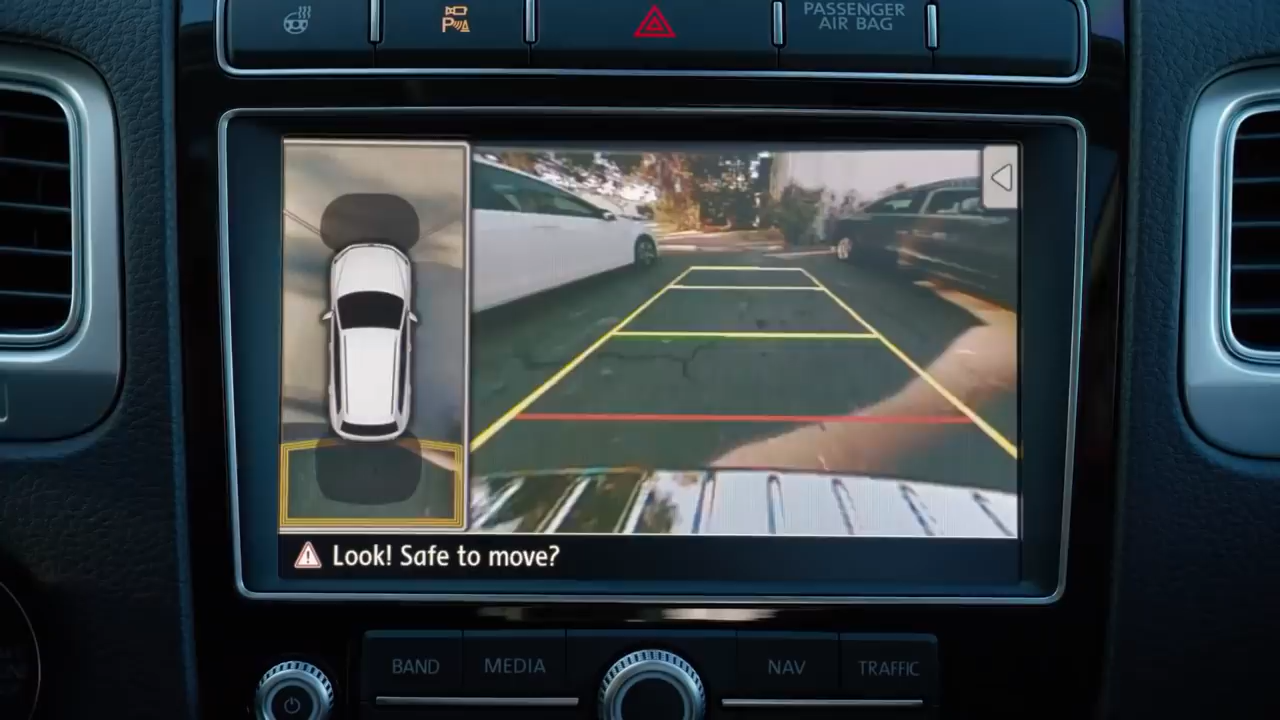 P
PASSENGER
AIR BAG
Look! Safe to move?
BAND
MEDIA
NAV
TRAFFIC